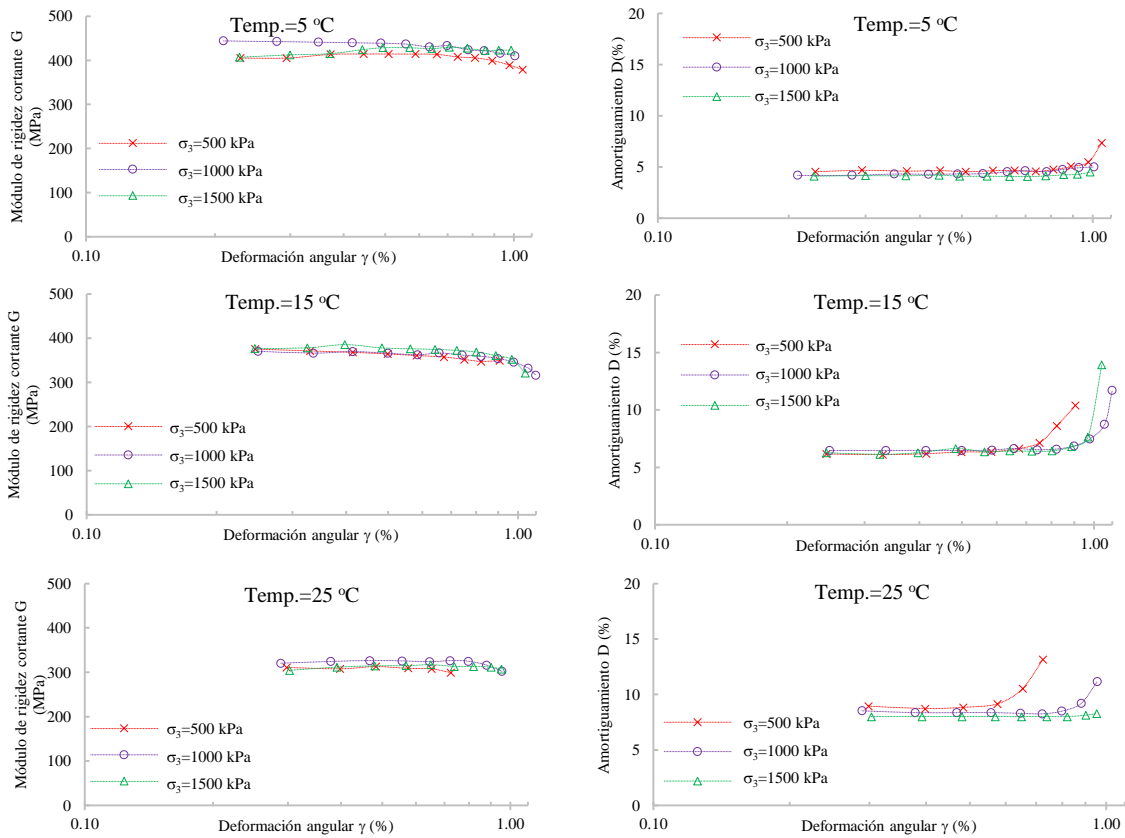 Temp.=5 ºC
Módulo de rigidez cortante G
(MPa)
500
400
300
200
100
0
σ3=500 kPa
σ3=1000 kPa
σ3=1500 kPa
0.10
1.00
Deformación angular γ (%)
Temp.=5 ºC
Amortiguamiento D(%)
20
15
10
5
0
σ3=500 kPa
σ3=1000 kPa
σ3=1500 kPa
0.10
1.00
Deformación angular γ (%)
Temp.=15 ºC
Módulo de rigidez cortante G
(MPa)
500
400
300
200
100
0
σ3=500 kPa
σ3=1000 kPa
σ3=1500 kPa
0.10
1.00
Deformación angular γ (%)
Temp.=15 ºC
Amortiguamiento D (%)
20
15
10
5
0
σ3=500 kPa
σ3=1000 kPa
σ3=1500 kPa
0.10
1.00
Deformación angular γ (%)
Temp.=25 ºC
Módulo de rigidez cortante G
(MPa)
500
400
300
200
100
0
σ3=500 kPa
σ3=1000 kPa
σ3=1500 kPa
0.10
1.00
Deformación angular γ (%)
Temp.=25 ºC
Amortiguamiento D (%)
20
15
10
5
0
σ3=500 kPa
σ3=1000 kPa
σ3=1500 kPa
0.10
1.00
Deformación angular γ (%)